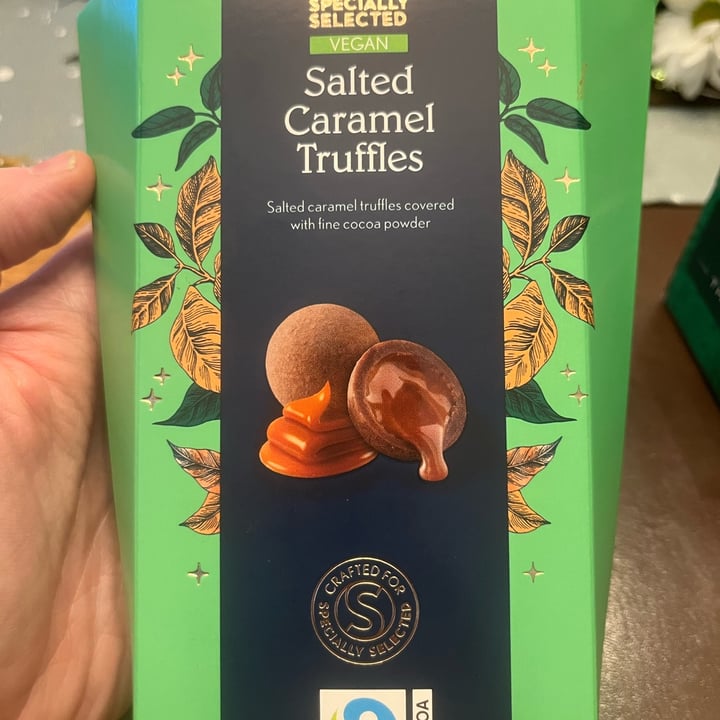 SPECIALLY
SELECTED
VEGAN
Salted
Caramel
Truffles
Salted caramel truffles covered
with fine cocoa powder
CRAFTED FOR
SPECIALLY SELECTED
S